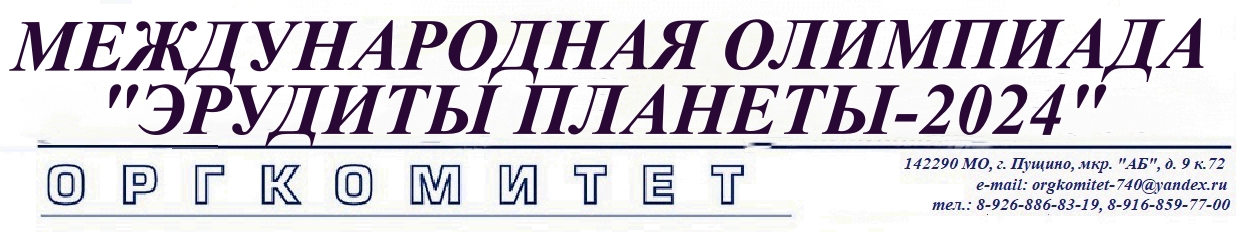 МЕЖДУНАРОДНАЯ ОЛИМПИАДА
"ЭРУДИТЫ ПЛАНЕТЫ-2024"
ОРГКОМИТЕТ
142290 МО, г. Пущино, мкр. "АБ", д. 9 к.72
e-mail: orgkomitet-740@yandex.ru
тел.: 8-926-886-83-19, 8-916-859-77-00